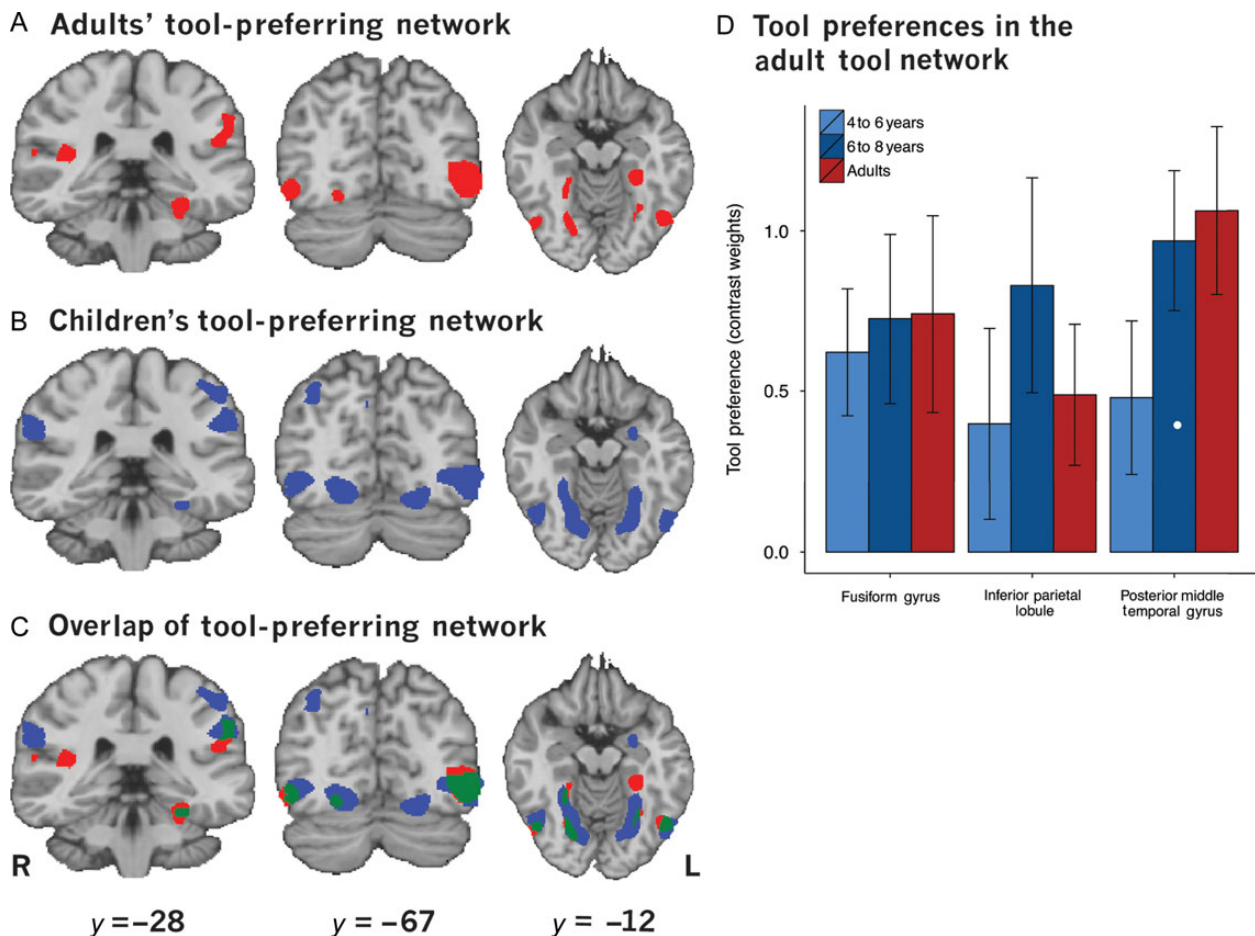 A Adults' tool-preferring network
B Children's tool-preferring network
C Overlap of tool-preferring network
R
L
y =-28
y =-67
y = -12
D Tool preferences in the
adult tool network
4 to 6 years
6 to 8 years
Adults
Tool preference (contrast weights)
1.0
0.5
0.0
Fusiform gyrus
Inferior parietal
lobule
Posterior middle
temporal gyrus